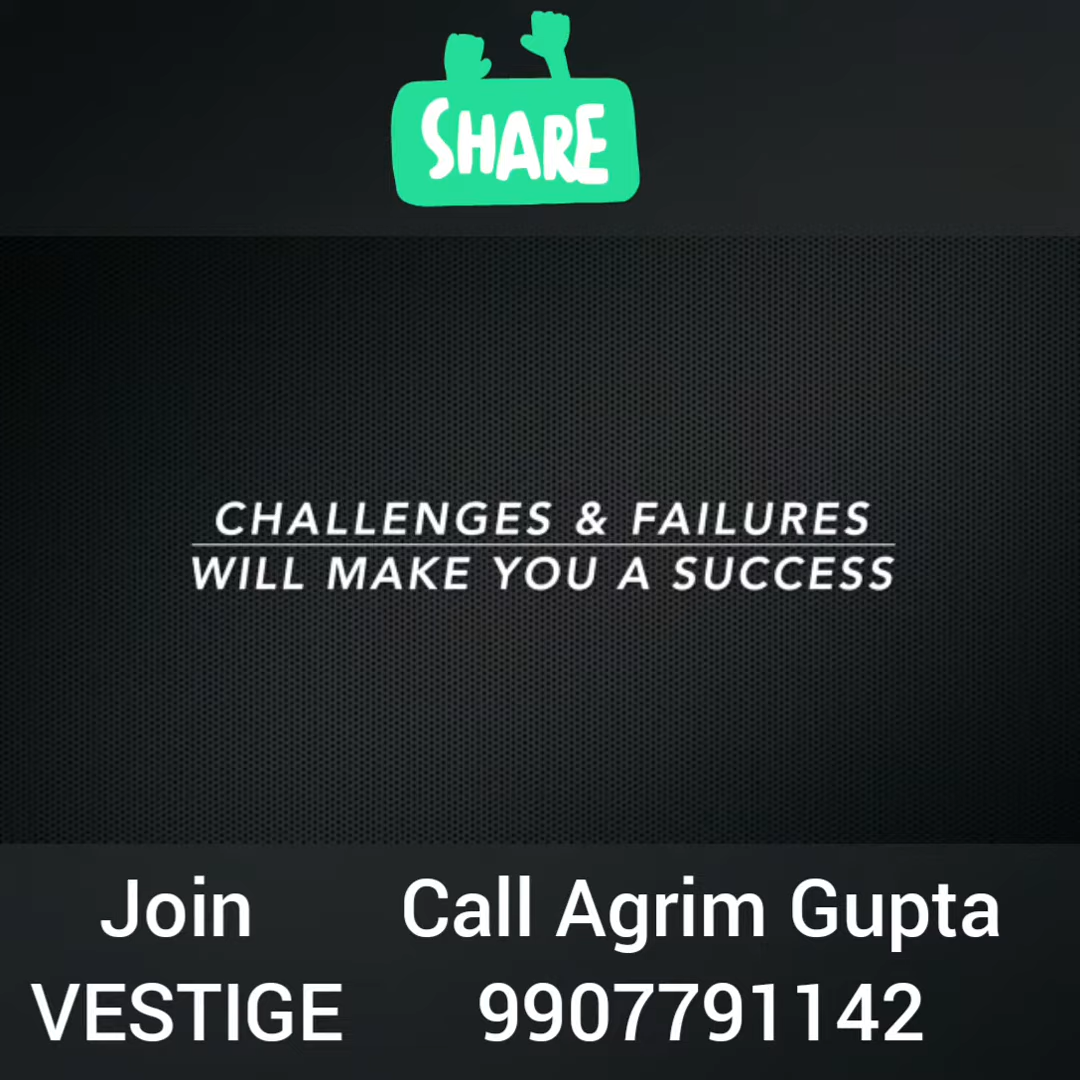 SHARE
CHALLENGES & FAILURES
WILL MAKE YOU A SUCCESS
Join Call Agrim Gupta
VESTIGE 9907791142